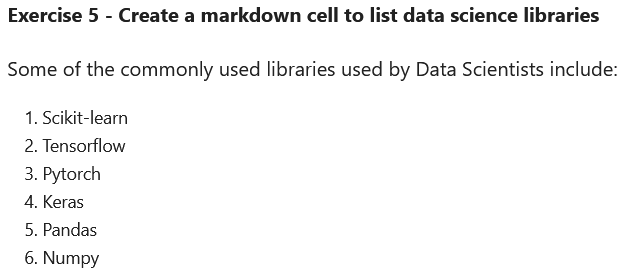 Exercise 5 - Create a markdown cell to list data science libraries
Some of the commonly used libraries used by Data Scientists include:
1. Scikit-learn
2. Tensorflow
3. Pytorch
4. Keras
5. Pandas
6. Numpy